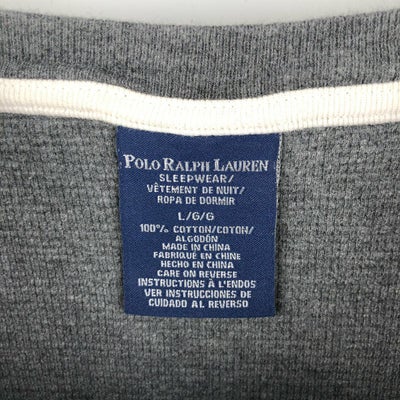 POLO RALPH LAUREN
SLEEPWEAR/
VÊTEMENT DE NUIT/
ROPA DE DORMIR
L/G/G
100% COTTON/COTON/
ALGODÓN
MADE IN CHINA
FABRIQUÉ EN CHINE
HECHO EN CHINA
CARE ON REVERSE
INSTRUCTIONS À L'ENDOS
VER INSTRUCCIONES DE
CUIDADO AL REVERSO